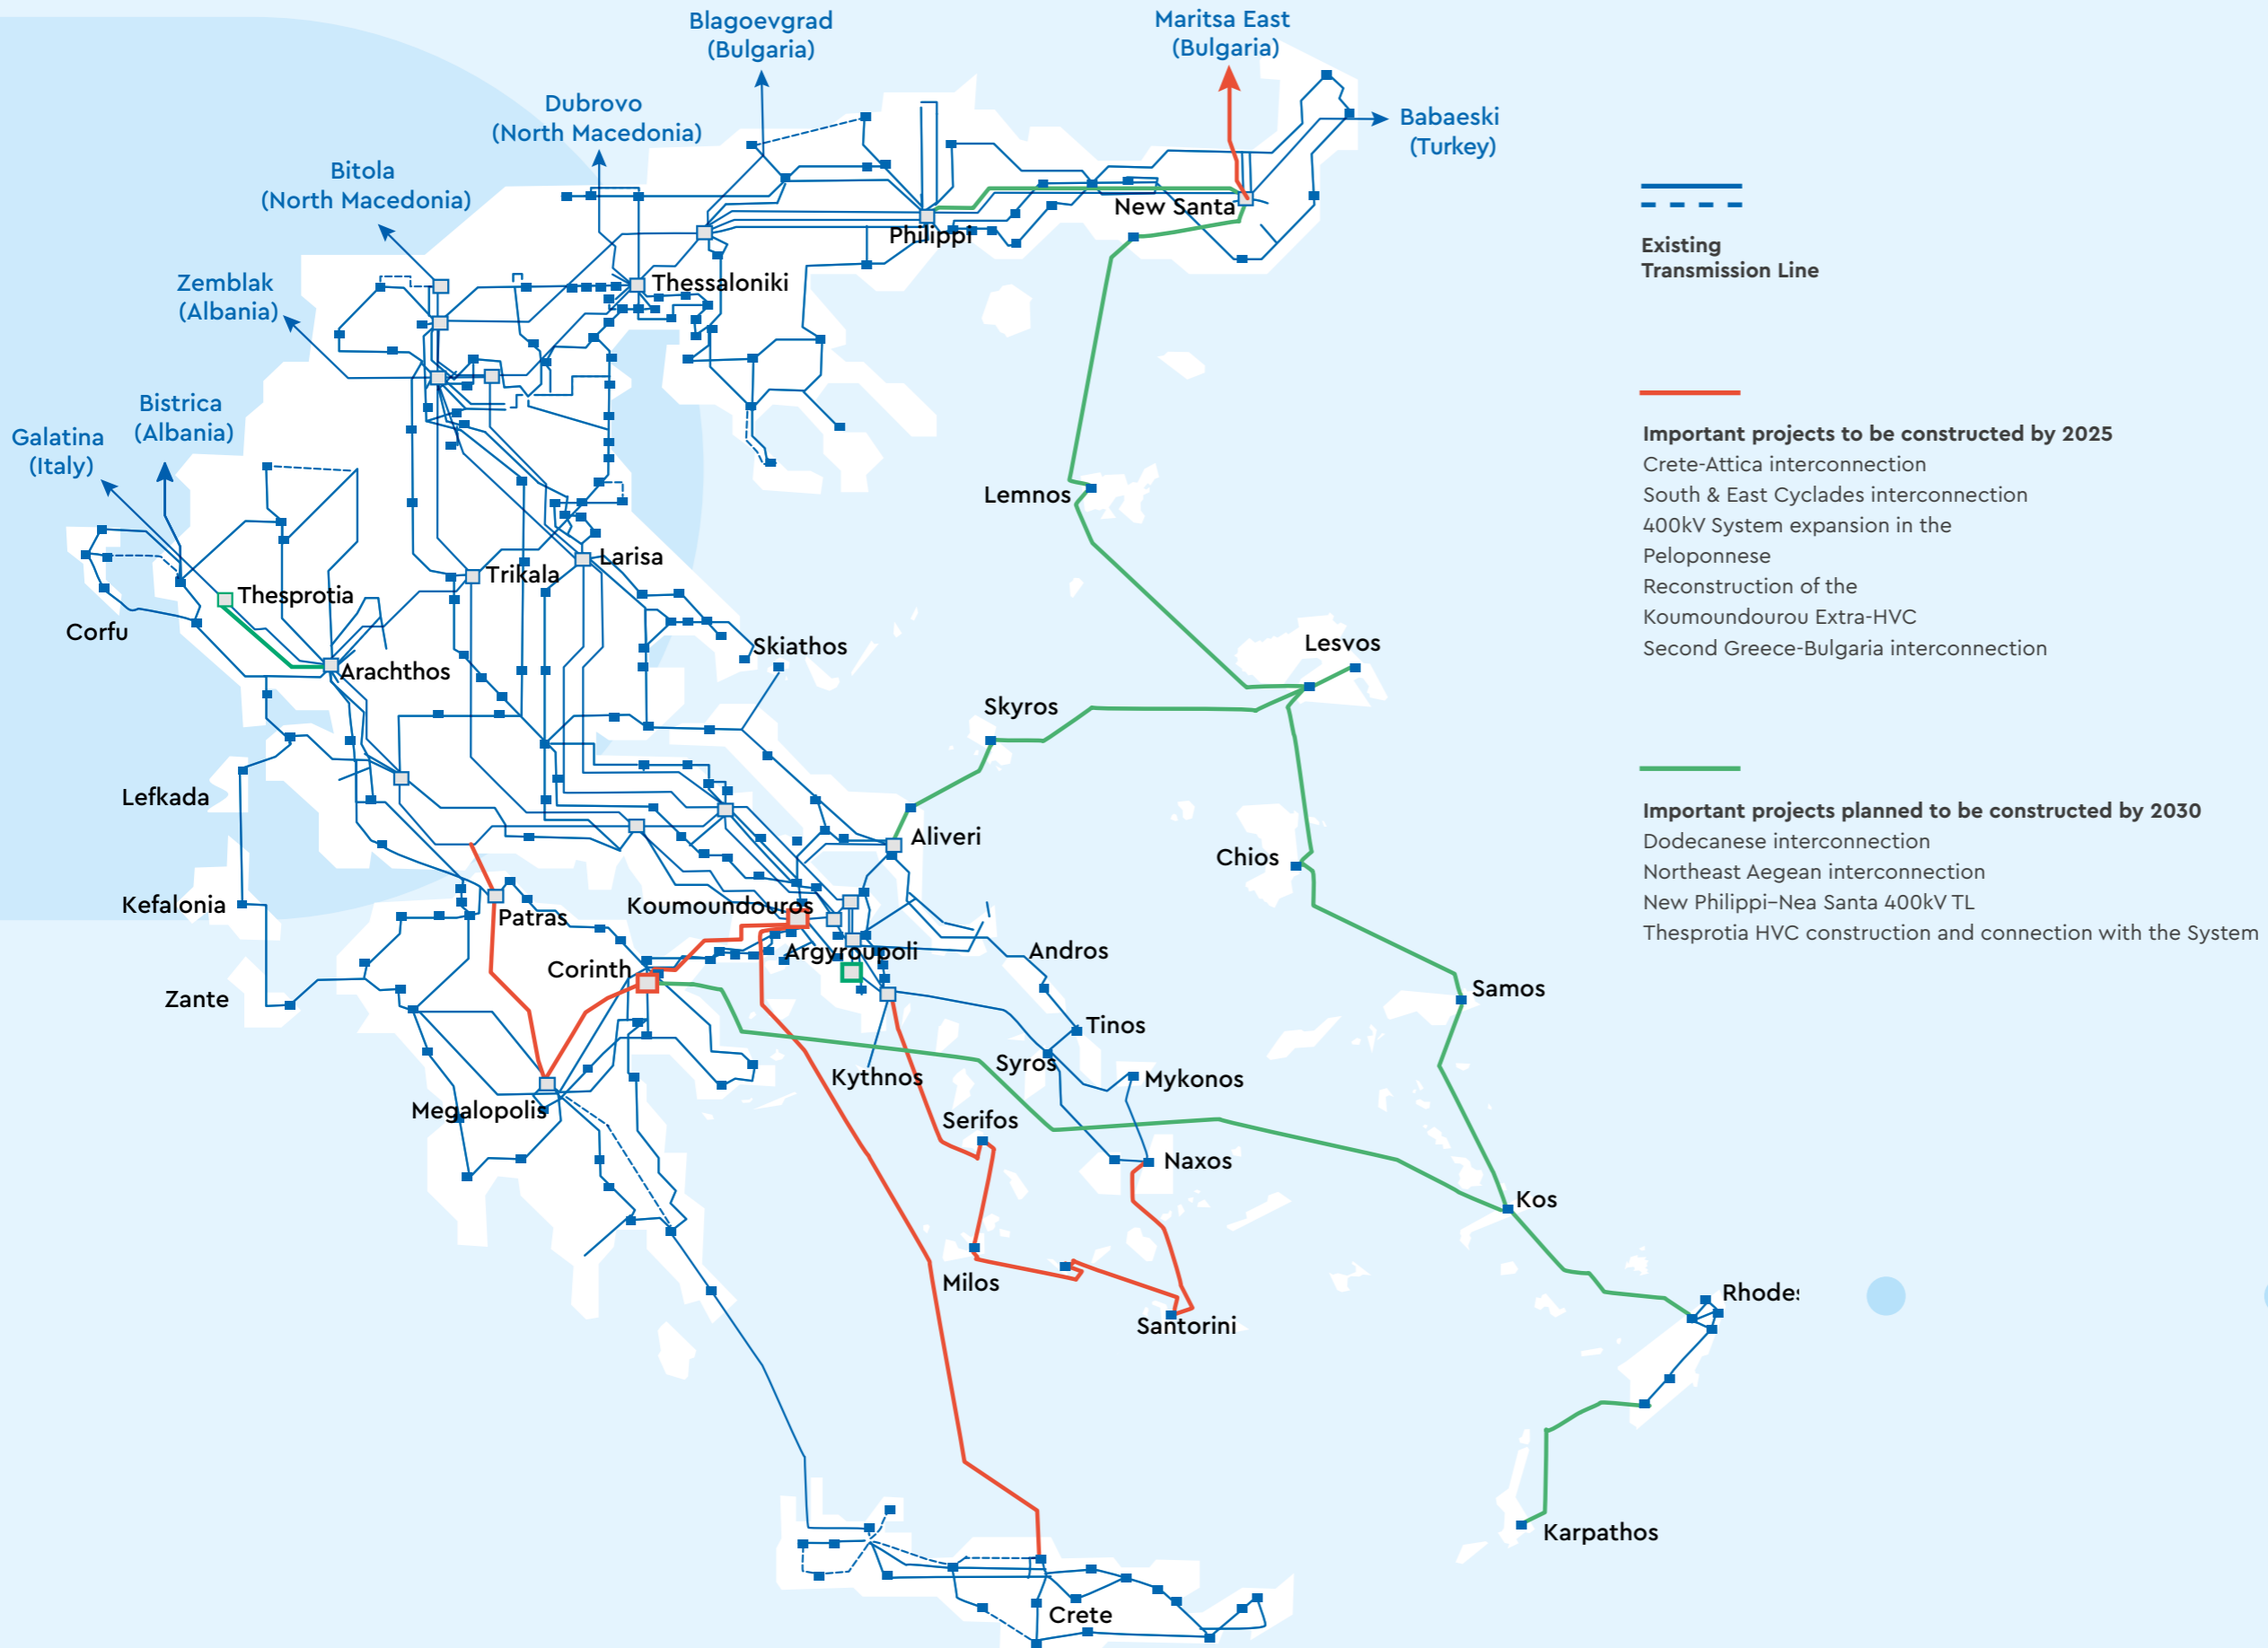 Blagoevgrad
(Bulgaria)
Maritsa East
(Bulgaria)
Dubrovo
(North Macedonia)
Babaeski
(Turkey)
Bitola
(North Macedonia)
New Santa
Philippi
Zemblak
(Albania)
Thessaloniki
Bistrica
(Albania)
Galatina
(Italy)
Lemnos
Larisa
Trikala
Thesprotia
Corfu
Skiathos
Lesvos
Arachthos
Skyros
Lefkada
Aliveri
Chios
Kefalonia
Patras
Koumoundouros
Argyroupoli
Andros
Corinth
Zante
Samos
Tinos
Syros
Kythnos
Mykonos
Megalopolis
Serifos
Naxos
Kos
Milos
Rhodes
Santorini
Karpathos
Crete
Existing
Transmission Line
Important projects to be constructed by 2025
Crete-Attica interconnection
South & East Cyclades interconnection
400kV System expansion in the
Peloponnese
Reconstruction of the
Koumoundourou Extra-HVC
Second Greece-Bulgaria interconnection
Important projects planned to be constructed by 2030
Dodecanese interconnection
Northeast Aegean interconnection
New Philippi–Nea Santa 400kV TL
Thesprotia HVC construction and connection with the System